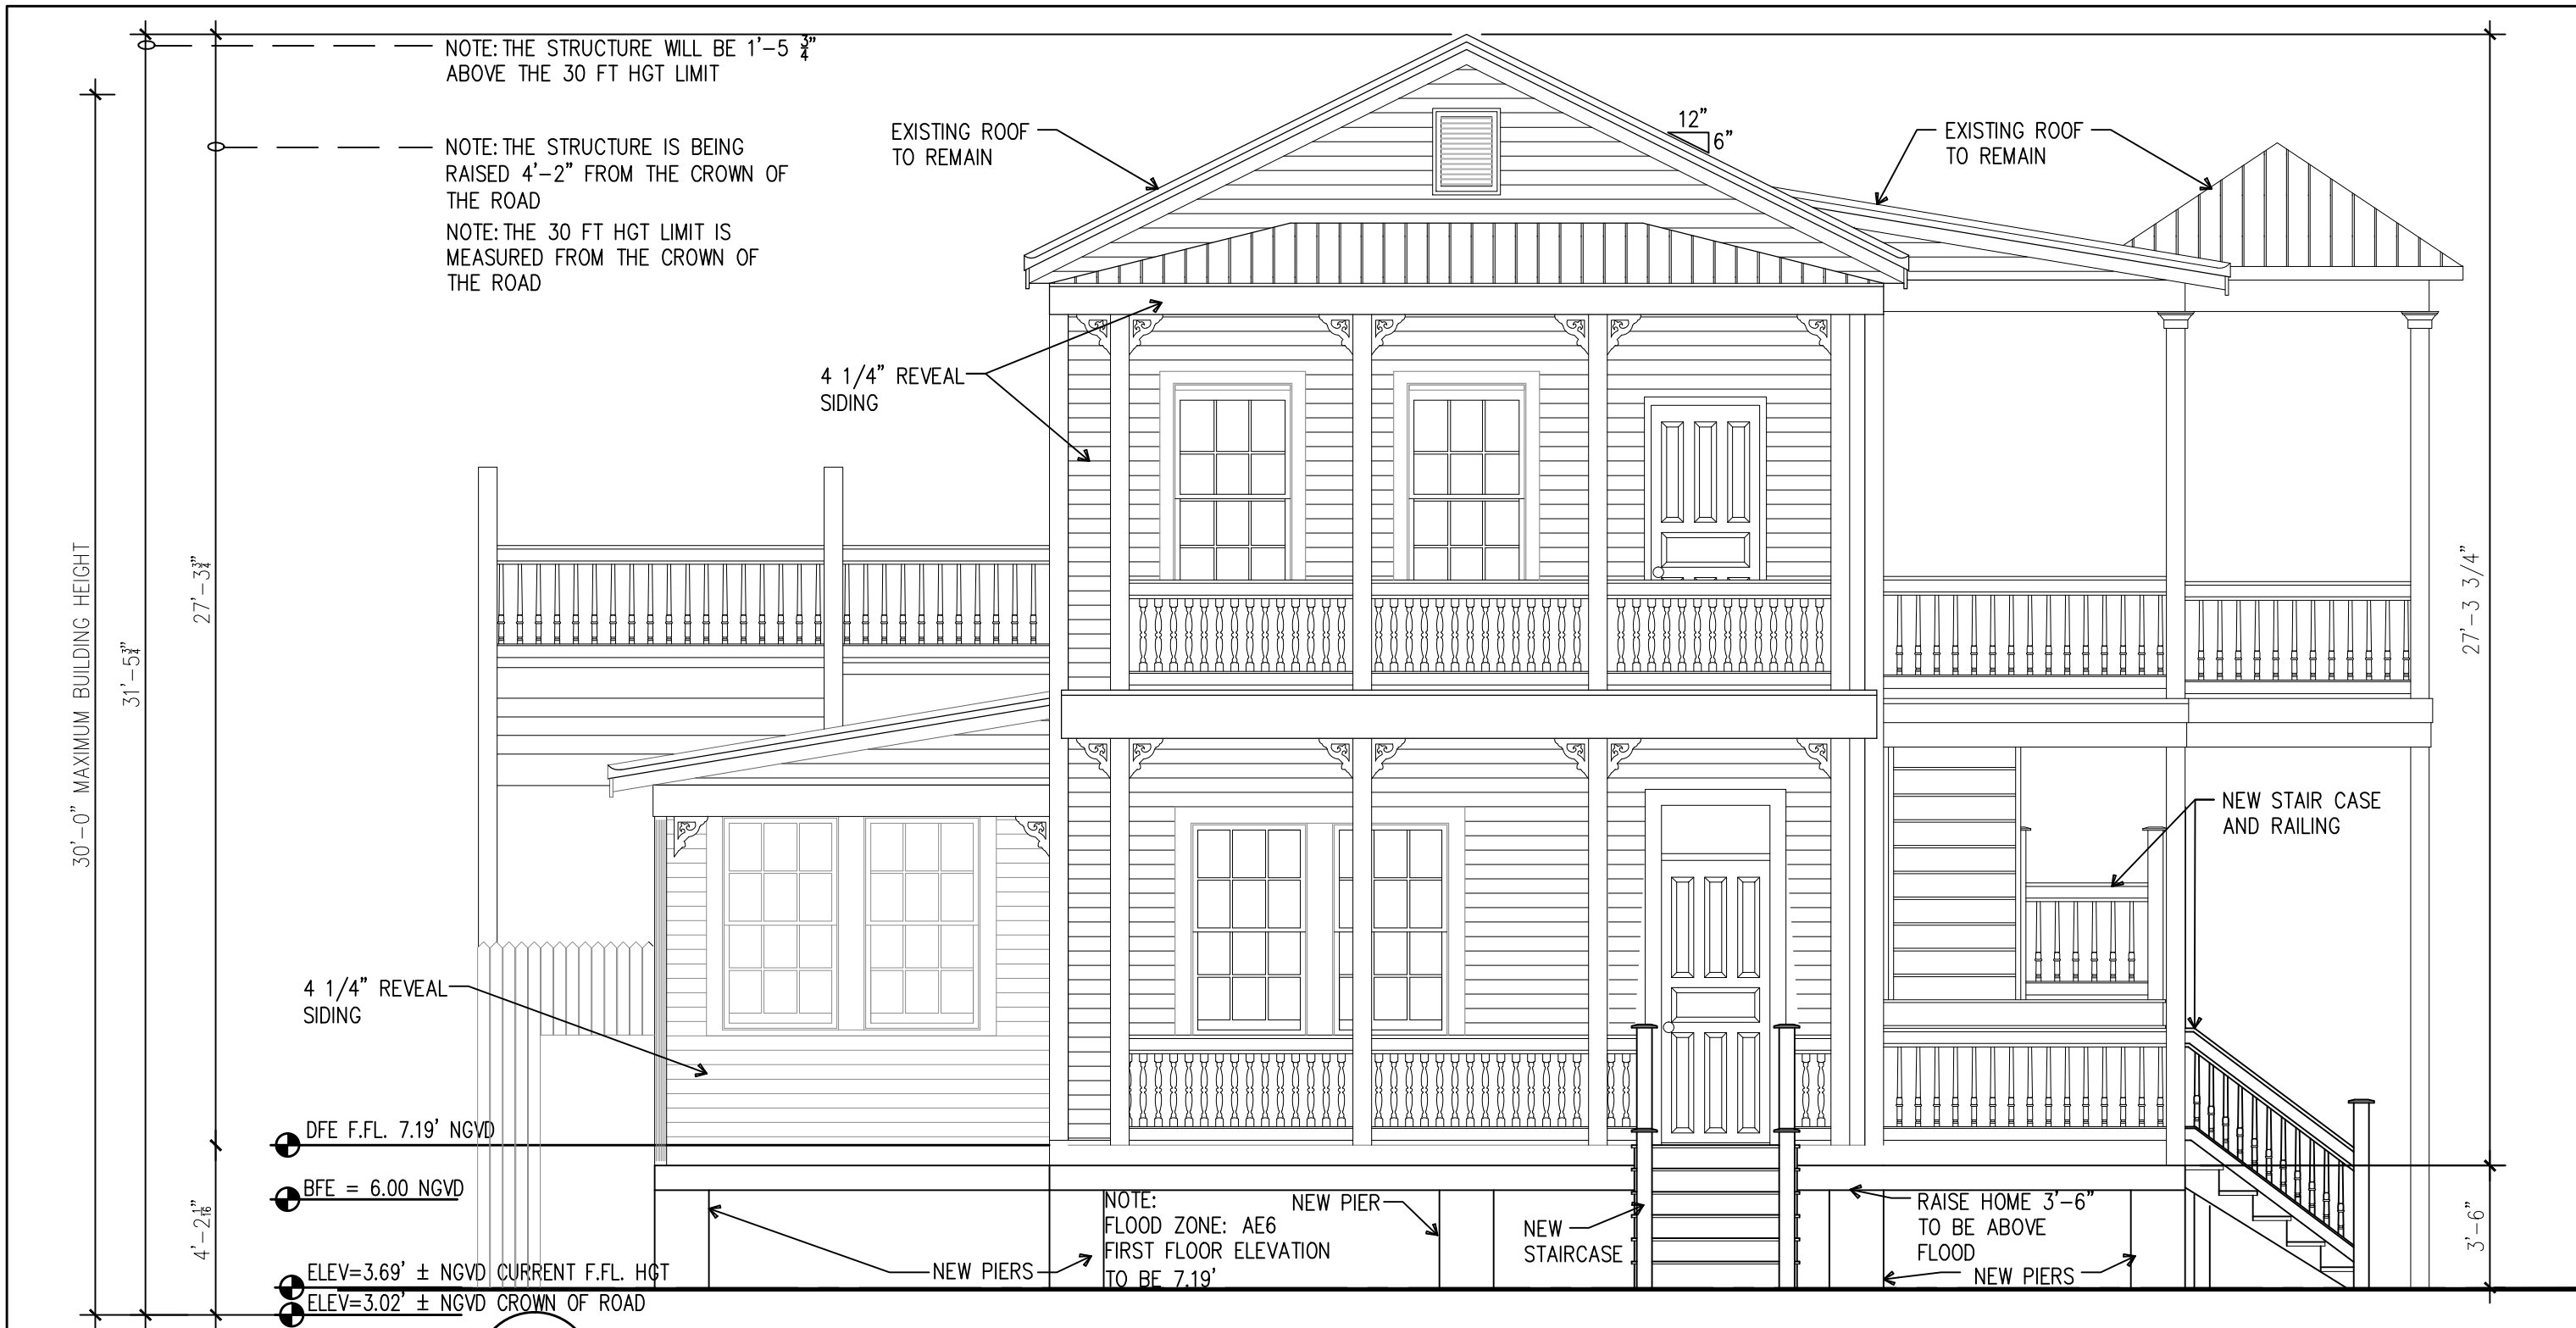 NOTE: THE STRUCTURE WILL BE 1'-5 3/4"
ABOVE THE 30 FT HGT LIMIT
NOTE: THE STRUCTURE IS BEING
RAISED 4'-2" FROM THE CROWN OF
THE ROAD
NOTE: THE 30 FT HGT LIMIT IS
MEASURED FROM THE CROWN OF
THE ROAD
EXISTING ROOF
TO REMAIN
12"
6"
EXISTING ROOF
TO REMAIN
4 1/4" REVEAL
SIDING
30'-0" MAXIMUM BUILDING HEIGHT
31'-5 3/4"
27'-3 3/4"
27'-3 3/4"
NEW STAIR CASE
AND RAILING
4 1/4" REVEAL
SIDING
DFE F.FL. 7.19' NGVD
BFE = 6.00 NGVD
4'-2 1/16"
ELEV=3.69' ± NGVD CURRENT F.FL. HGT
ELEV=3.02' ± NGVD CROWN OF ROAD
NEW PIERS
NOTE:
FLOOD ZONE: AE6
FIRST FLOOR ELEVATION
TO BE 7.19'
NEW PIER
NEW
STAIRCASE
RAISE HOME 3'-6"
TO BE ABOVE
FLOOD
NEW PIERS
3'-6"